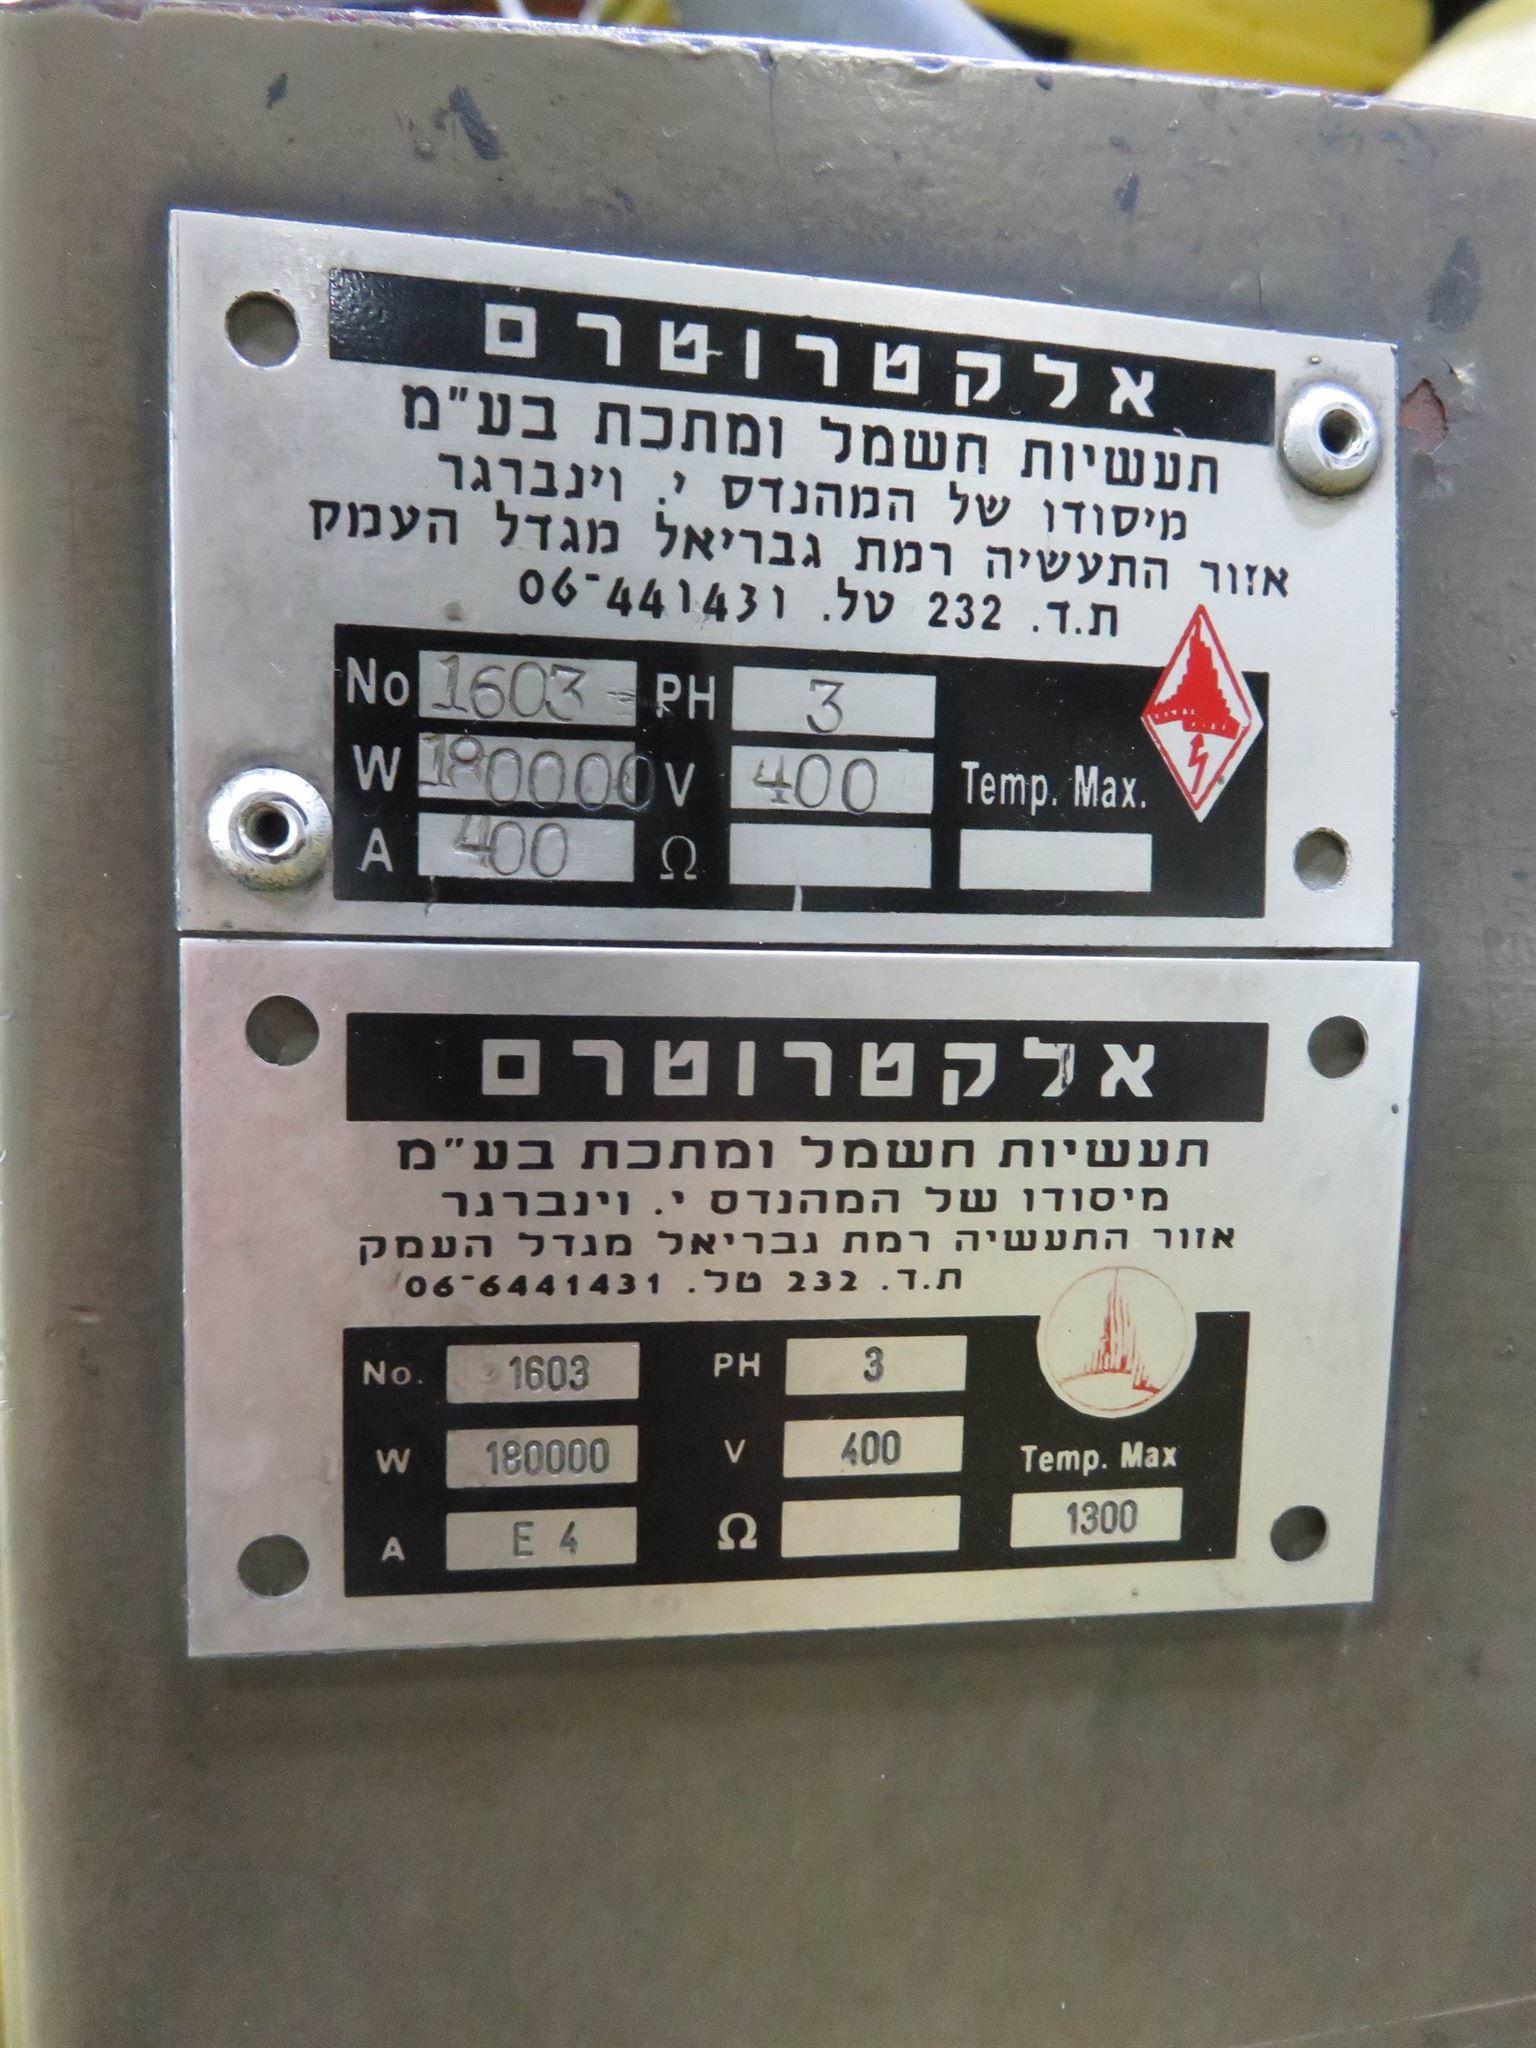 אלקטרוטרם
תעשיות חשמל ומתכת בע"מ
מיסודו של המהנדס י. וינברגר
אזור התעשיה רמת גבריאל מגדל העמק
ת.ד. 232 טל. 06-441431
No 1603 PH 3
W 180000 V 400 Temp. Max.
A 400 Ω
אלקטרוטרם
תעשיות חשמל ומתכת בע"מ
מיסודו של המהנדס י. וינברגר
אזור התעשיה רמת גבריאל מגדל העמק
ת.ד. 232 טל. 06-6441431
No. 1603 PH 3
W 180000 V 400 Temp. Max
A E 4 Ω 1300